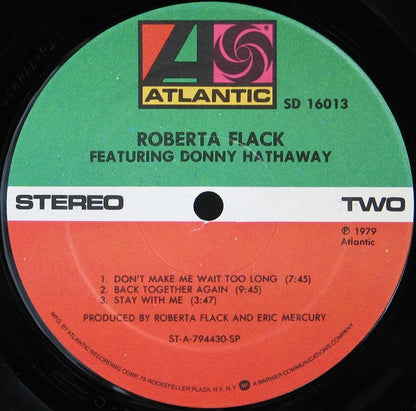 ATLANTIC
SD 16013
ROBERTA FLACK
FEATURING DONNY HATHAWAY
STEREO
TWO
℗ 1979
Atlantic
1. DON'T MAKE ME WAIT TOO LONG (7:45)
2. BACK TOGETHER AGAIN (9:45)
3. STAY WITH ME (3:47)
PRODUCED BY ROBERTA FLACK AND ERIC MERCURY
ST-A-794430-SP
MFG. BY ATLANTIC RECORDING CORP. 75 ROCKEFELLER PLAZA, N.Y., N.Y. A WARNER COMMUNICATIONS COMPANY